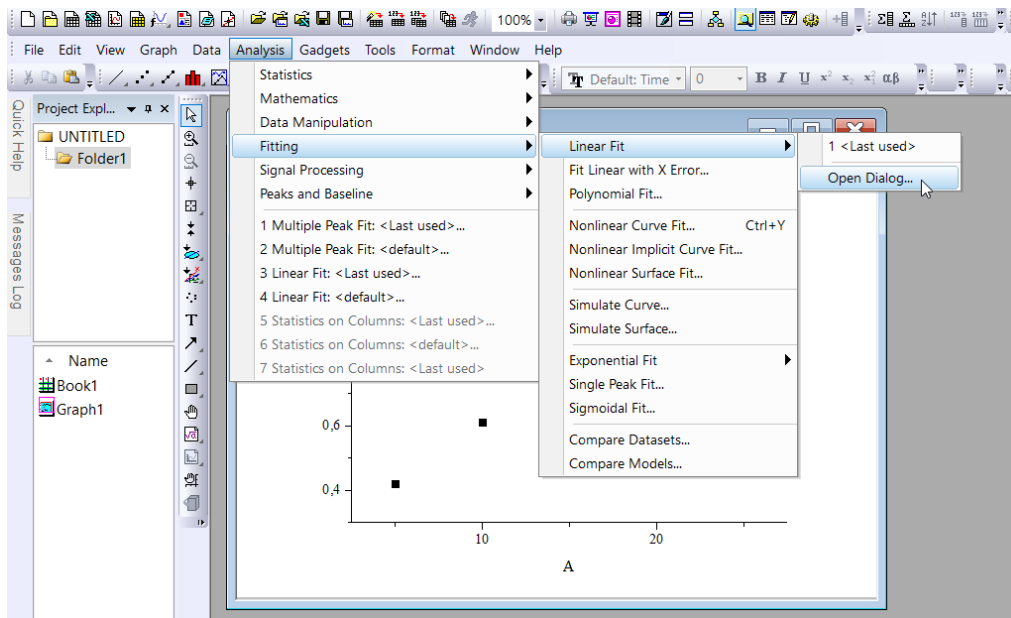 100%
File Edit View Graph Data Analysis Gadgets Tools Format Window Help
Default: Time 0 B I U x² x₂ αβ
Quick Help
Messages Log
Project Expl...
UNTITLED
Folder1
Name
Book1
Graph1
T
Statistics
Mathematics
Data Manipulation
Fitting
Signal Processing
Peaks and Baseline
1 Multiple Peak Fit: <Last used>...
2 Multiple Peak Fit: <default>...
3 Linear Fit: <Last used>...
4 Linear Fit: <default>...
5 Statistics on Columns: <Last used>...
6 Statistics on Columns: <default>...
7 Statistics on Columns: <Last used>
Linear Fit
Fit Linear with X Error...
Polynomial Fit...
Nonlinear Curve Fit... Ctrl+Y
Nonlinear Implicit Curve Fit...
Nonlinear Surface Fit...
Simulate Curve...
Simulate Surface...
Exponential Fit
Single Peak Fit...
Sigmoidal Fit...
Compare Datasets...
Compare Models...
1 <Last used>
Open Dialog...
0,6
0,4
10 20
A